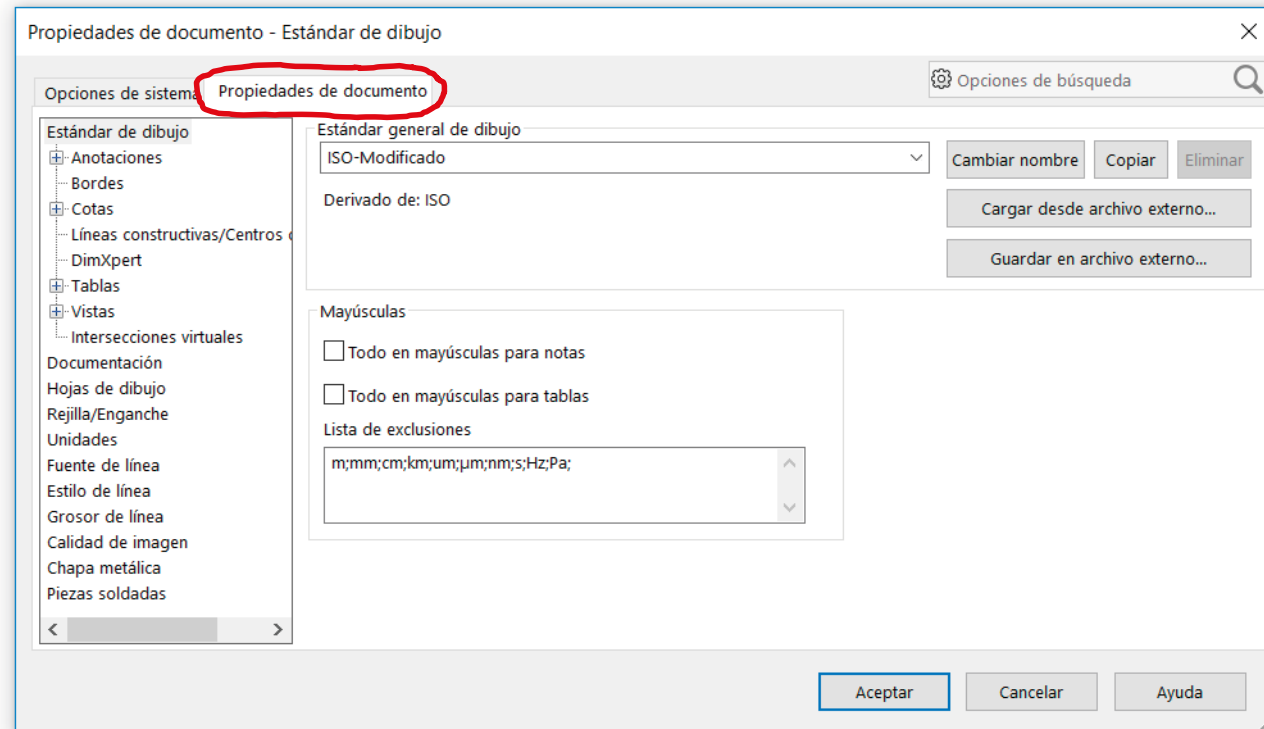 Propiedades de documento - Estándar de dibujo
Opciones de sistema
Propiedades de documento
Opciones de búsqueda
Estándar de dibujo
Anotaciones
Bordes
Cotas
Líneas constructivas/Centros
DimXpert
Tablas
Vistas
Intersecciones virtuales
Documentación
Hojas de dibujo
Rejilla/Enganche
Unidades
Fuente de línea
Estilo de línea
Grosor de línea
Calidad de imagen
Chapa metálica
Piezas soldadas
Estándar general de dibujo
ISO-Modificado
Cambiar nombre
Copiar
Eliminar
Derivado de: ISO
Cargar desde archivo externo...
Guardar en archivo externo...
Mayúsculas
Todo en mayúsculas para notas
Todo en mayúsculas para tablas
Lista de exclusiones
m;mm;cm;km;um;µm;nm;s;Hz;Pa;
Aceptar
Cancelar
Ayuda